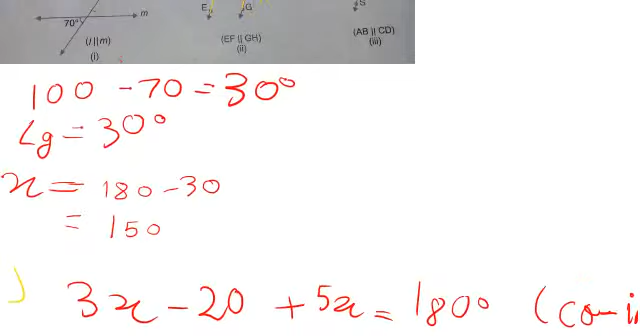 m
70°
(l || m)
(i)
E
G
(EF || GH)
(ii)
S
(AB || CD)
(iii)
100 - 70 = 30°
∠y = 30°
x = 180 - 30
= 150
) 3x - 20 + 5x = 180° (co-i